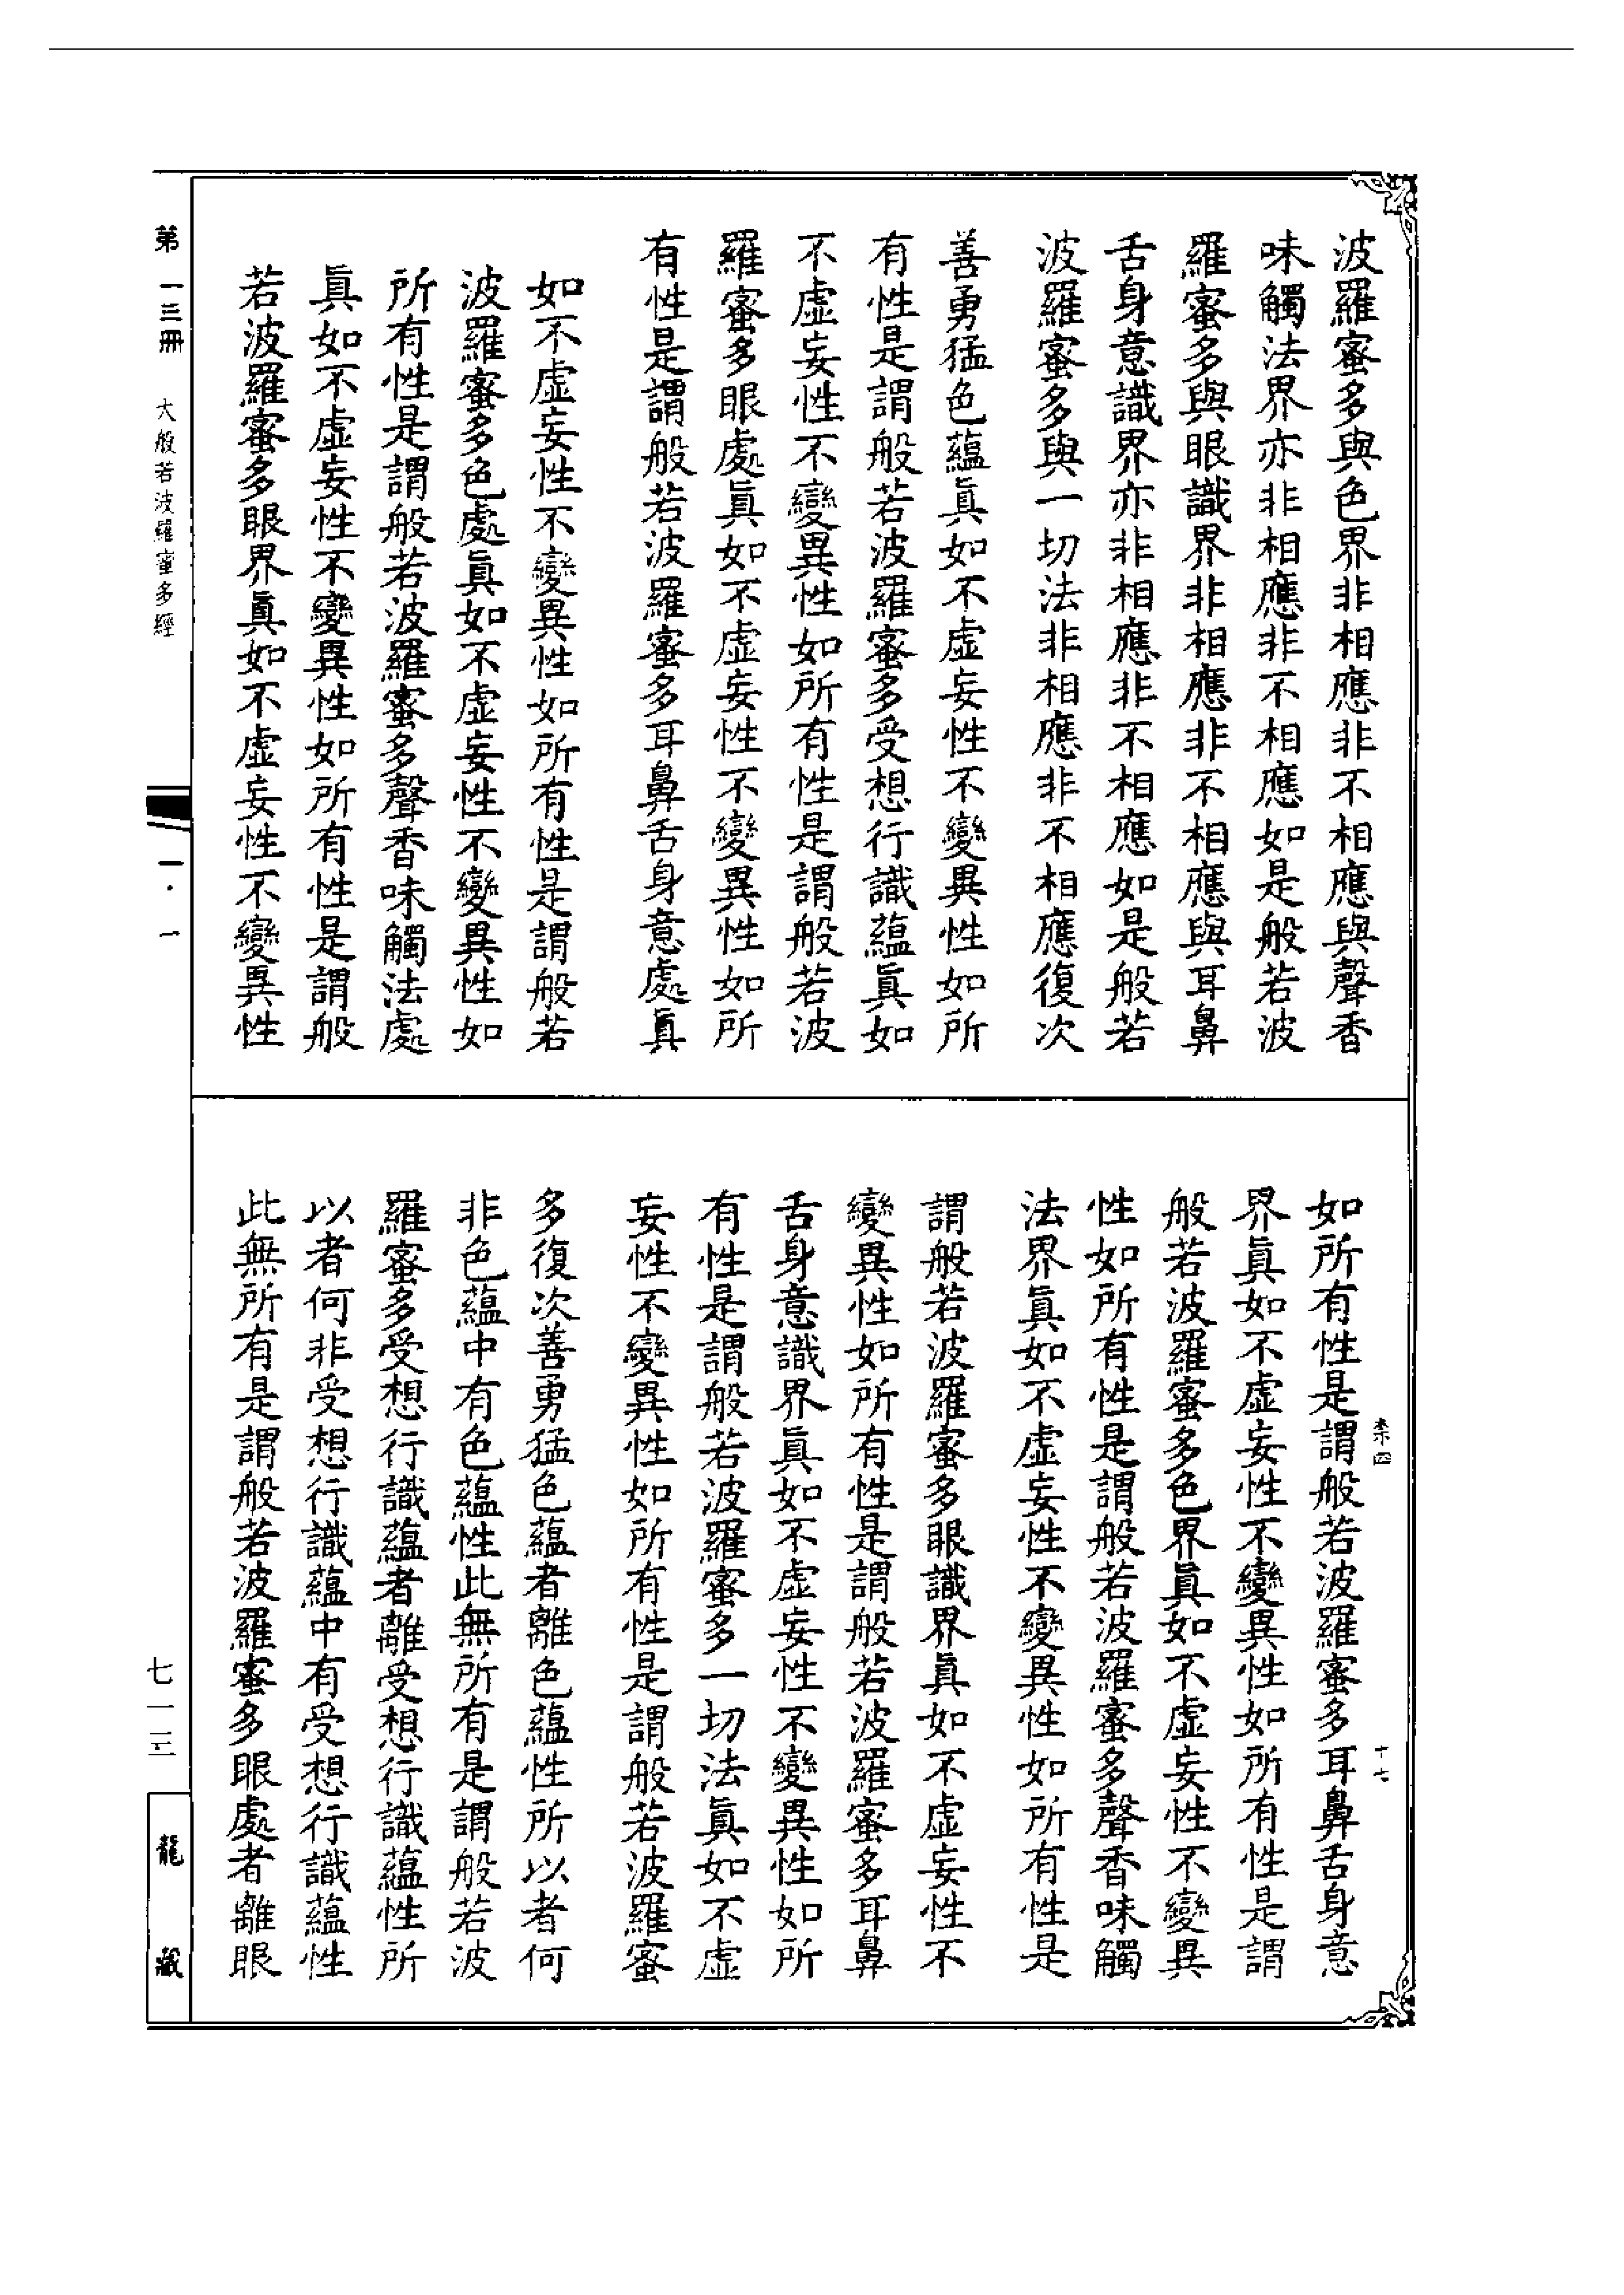 波羅蜜多與色界非相應非不相應與聲香
味觸法界亦非相應非不相應如是般若波
羅蜜多與眼識界非相應非不相應與耳鼻
舌身意識界亦非相應非不相應如是般若
波羅蜜多與一切法非相應非不相應復次
善勇猛色蘊眞如不虛妄性不變異性如所
有性是謂般若波羅蜜多受想行識蘊眞如
不虛妄性不變異性如所有性是謂般若波
羅蜜多眼處眞如不虛妄性不變異性如所
有性是謂般若波羅蜜多耳鼻舌身意處眞
如不虛妄性不變異性如所有性是謂般若
波羅蜜多色處眞如不虛妄性不變異性如
所有性是謂般若波羅蜜多聲香味觸法處
眞如不虛妄性不變異性如所有性是謂般
若波羅蜜多眼界眞如不虛妄性不變異性
第一三冊 大般若波羅蜜多經
一·一
柰四 十七
如所有性是謂般若波羅蜜多耳鼻舌身意
界眞如不虛妄性不變異性如所有性是謂
般若波羅蜜多色界眞如不虛妄性不變異
性如所有性是謂般若波羅蜜多聲香味觸
法界眞如不虛妄性不變異性如所有性是
謂般若波羅蜜多眼識界眞如不虛妄性不
變異性如所有性是謂般若波羅蜜多耳鼻
舌身意識界眞如不虛妄性不變異性如所
有性是謂般若波羅蜜多一切法眞如不虛
妄性不變異性如所有性是謂般若波羅蜜
多復次善勇猛色蘊者離色蘊性所以者何
非色蘊中有色蘊性此無所有是謂般若波
羅蜜多受想行識蘊者離受想行識蘊性所
以者何非受想行識蘊中有受想行識蘊性
此無所有是謂般若波羅蜜多眼處者離眼
七一三
龍藏